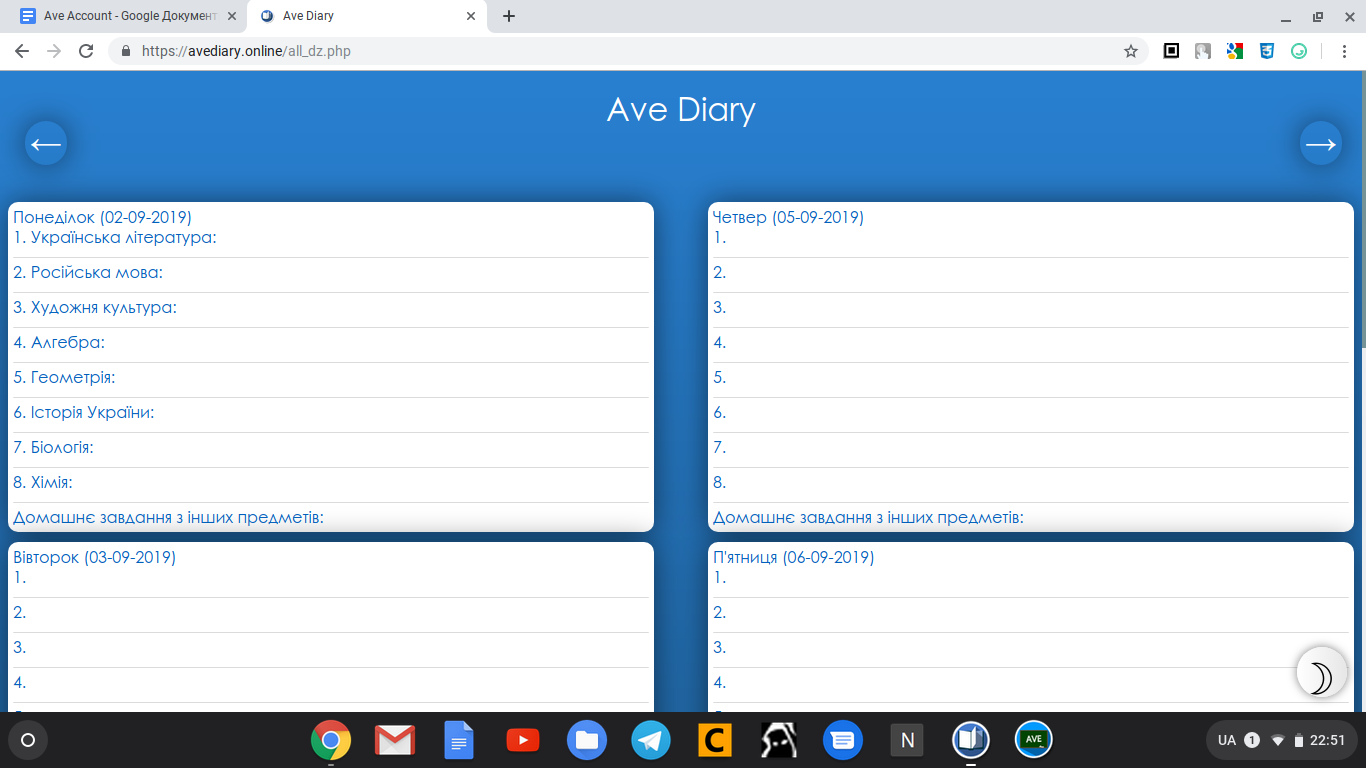 Ave Account - Google Документ
Ave Diary
https://avediary.online/all_dz.php
Ave Diary
←
→
Понеділок (02-09-2019)
1. Українська література:
2. Російська мова:
3. Художня культура:
4. Алгебра:
5. Геометрія:
6. Історія України:
7. Біологія:
8. Хімія:
Домашнє завдання з інших предметів:
Четвер (05-09-2019)
1.
2.
3.
4.
5.
6.
7.
8.
Домашнє завдання з інших предметів:
Вівторок (03-09-2019)
1.
2.
3.
4.
П'ятниця (06-09-2019)
1.
2.
3.
4.
C
N
AVE
UA 1 22:51